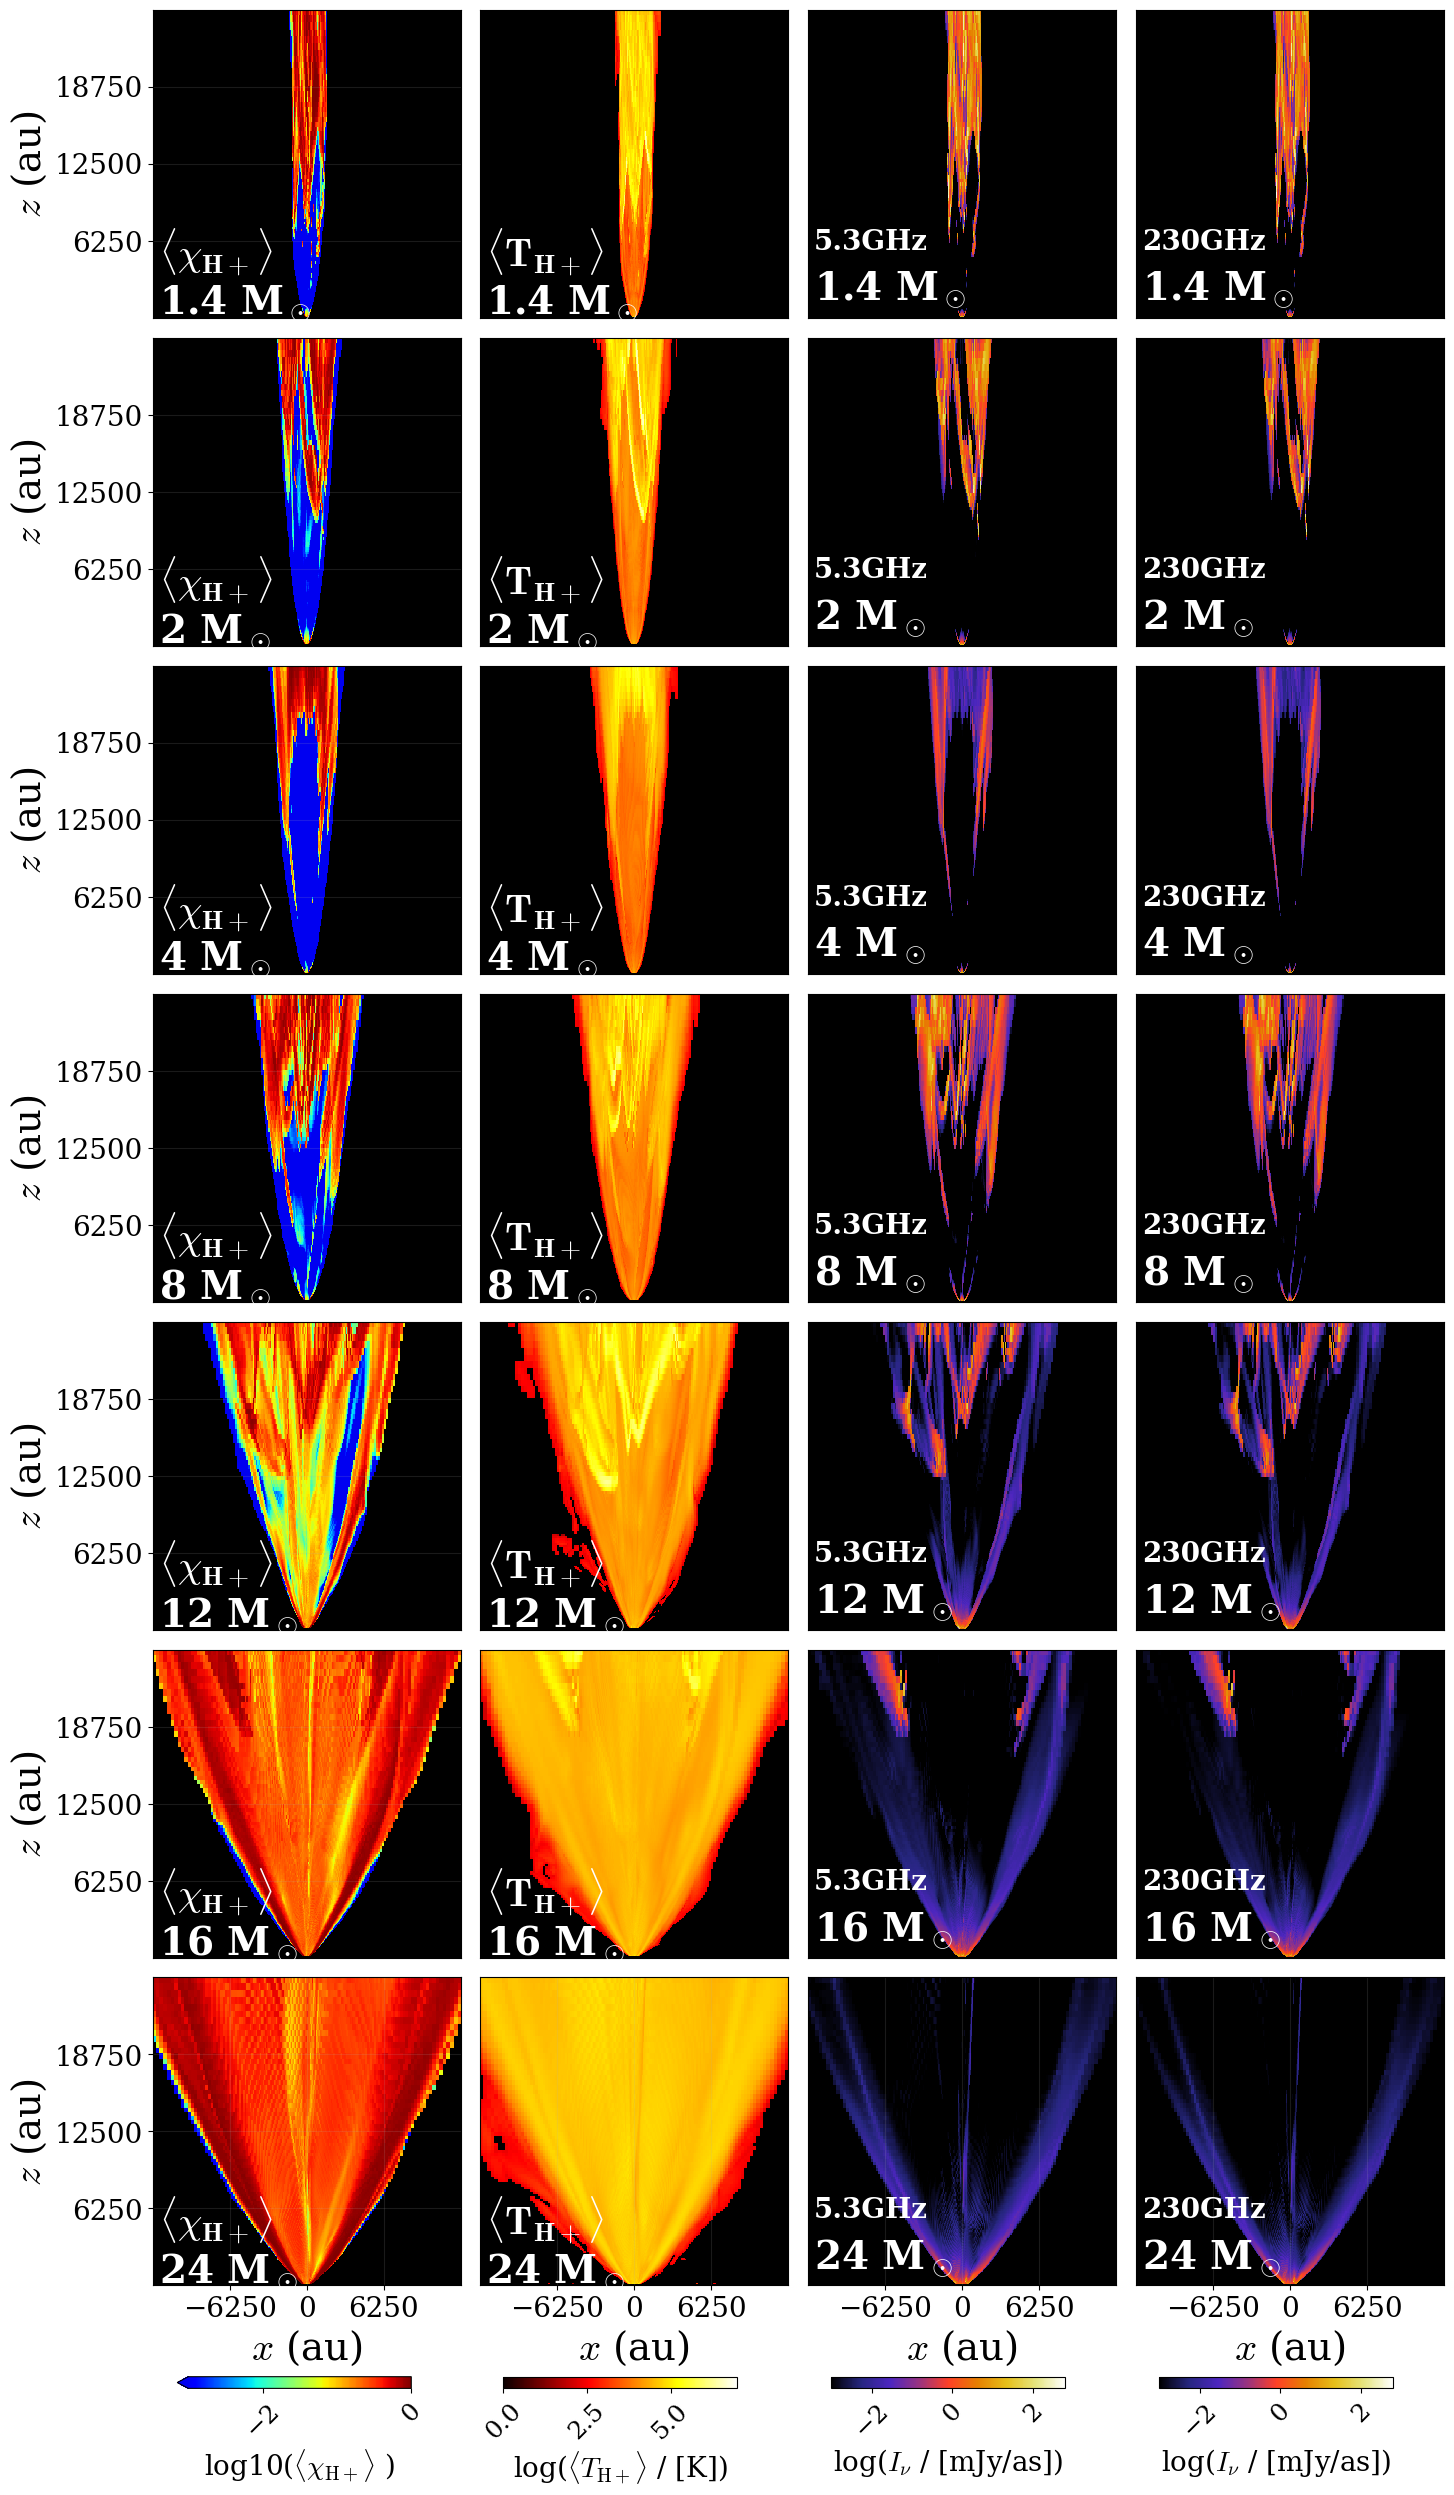 z (au)
18750
12500
6250
⟨χH+⟩
1.4 M⊙
⟨TH+⟩
1.4 M⊙
5.3GHz
1.4 M⊙
230GHz
1.4 M⊙
z (au)
18750
12500
6250
⟨χH+⟩
2 M⊙
⟨TH+⟩
2 M⊙
5.3GHz
2 M⊙
230GHz
2 M⊙
z (au)
18750
12500
6250
⟨χH+⟩
4 M⊙
⟨TH+⟩
4 M⊙
5.3GHz
4 M⊙
230GHz
4 M⊙
z (au)
18750
12500
6250
⟨χH+⟩
8 M⊙
⟨TH+⟩
8 M⊙
5.3GHz
8 M⊙
230GHz
8 M⊙
z (au)
18750
12500
6250
⟨χH+⟩
12 M⊙
⟨TH+⟩
12 M⊙
5.3GHz
12 M⊙
230GHz
12 M⊙
z (au)
18750
12500
6250
⟨χH+⟩
16 M⊙
⟨TH+⟩
16 M⊙
5.3GHz
16 M⊙
230GHz
16 M⊙
z (au)
18750
12500
6250
⟨χH+⟩
24 M⊙
⟨TH+⟩
24 M⊙
5.3GHz
24 M⊙
230GHz
24 M⊙
−6250 0 6250
−6250 0 6250
−6250 0 6250
−6250 0 6250
x (au)
x (au)
x (au)
x (au)
−2 0
0.0 2.5 5.0
−2 0 2
−2 0 2
log10(⟨χH+⟩ )
log(⟨TH+⟩ / [K])
log(Iν / [mJy/as])
log(Iν / [mJy/as])